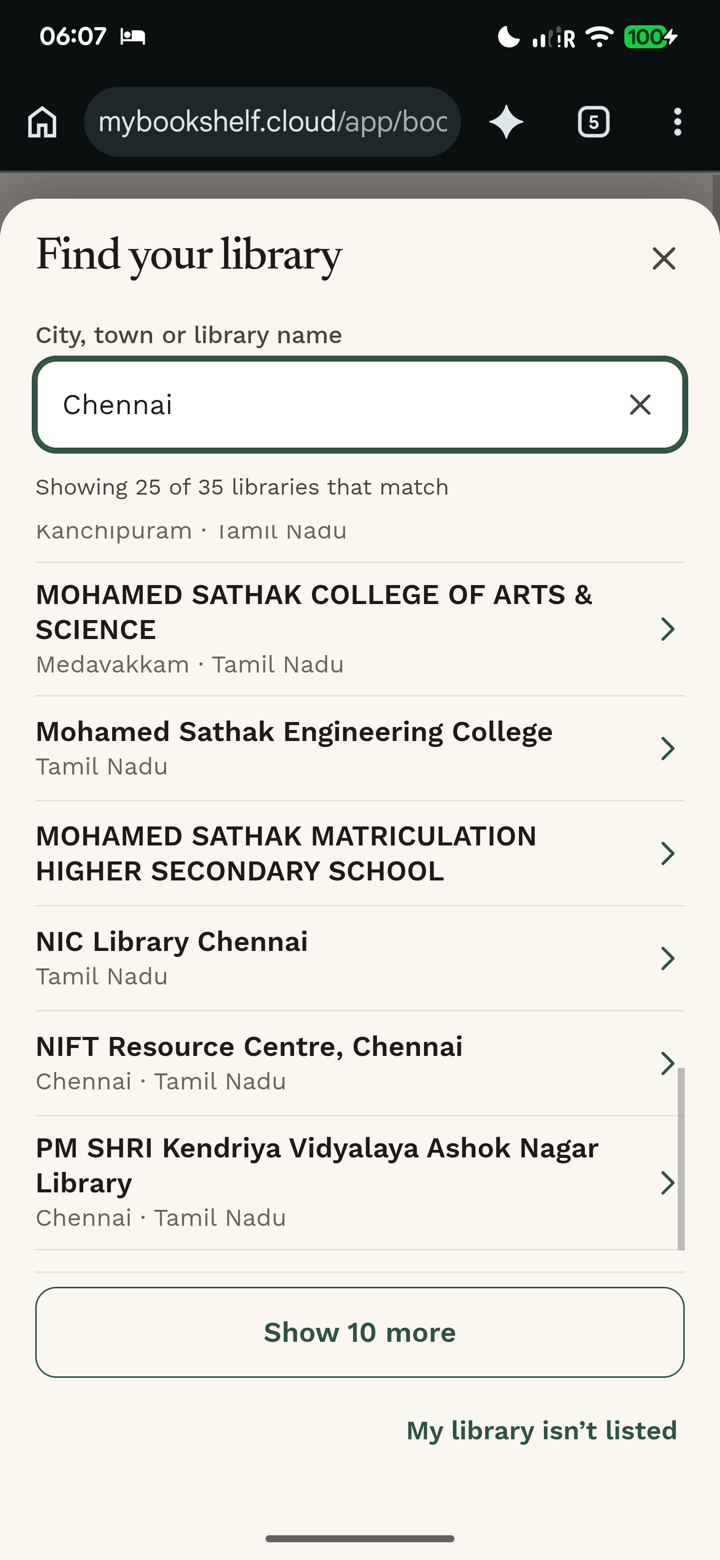 06:07
R
100
mybookshelf.cloud/app/boo
5
Find your library
City, town or library name
Chennai
Showing 25 of 35 libraries that match
Kanchipuram · Tamil Nadu
MOHAMED SATHAK COLLEGE OF ARTS &
SCIENCE
Medavakkam · Tamil Nadu
Mohamed Sathak Engineering College
Tamil Nadu
MOHAMED SATHAK MATRICULATION
HIGHER SECONDARY SCHOOL
NIC Library Chennai
Tamil Nadu
NIFT Resource Centre, Chennai
Chennai · Tamil Nadu
PM SHRI Kendriya Vidyalaya Ashok Nagar
Library
Chennai · Tamil Nadu
Show 10 more
My library isn’t listed